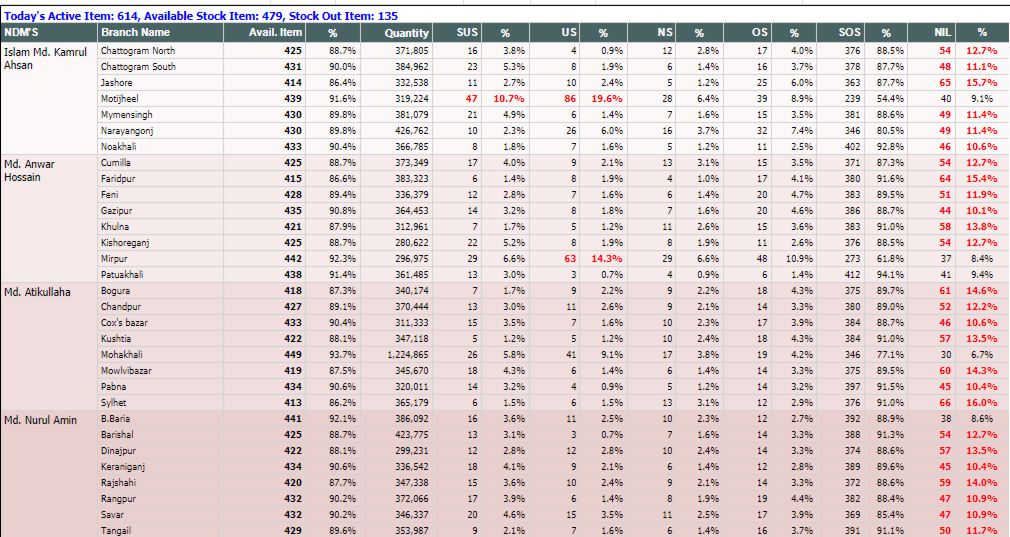 Today's Active Item: 614, Available Stock Item: 479, Stock Out Item: 135
NDM'S Branch Name Avail. Item % Quantity SUS % US % NS % OS % SOS % NIL %
Islam Md. Kamrul Ahsan Chattogram North 425 88.7% 371,805 16 3.8% 4 0.9% 12 2.8% 17 4.0% 376 88.5% 54 12.7%
Chattogram South 431 90.0% 384,962 23 5.3% 8 1.9% 6 1.4% 16 3.7% 378 87.7% 48 11.1%
Jashore 414 86.4% 332,538 11 2.7% 10 2.4% 5 1.2% 25 6.0% 363 87.7% 65 15.7%
Motijheel 439 91.6% 319,224 47 10.7% 86 19.6% 28 6.4% 39 8.9% 239 54.4% 40 9.1%
Mymensingh 430 89.8% 381,079 21 4.9% 6 1.4% 7 1.6% 15 3.5% 381 88.6% 49 11.4%
Narayangonj 430 89.8% 426,762 10 2.3% 26 6.0% 16 3.7% 32 7.4% 346 80.5% 49 11.4%
Noakhali 433 90.4% 366,785 8 1.8% 7 1.6% 5 1.2% 11 2.5% 402 92.8% 46 10.6%
Md. Anwar Hossain Cumilla 425 88.7% 373,349 17 4.0% 9 2.1% 13 3.1% 15 3.5% 371 87.3% 54 12.7%
Faridpur 415 86.6% 383,323 6 1.4% 8 1.9% 4 1.0% 17 4.1% 380 91.6% 64 15.4%
Feni 428 89.4% 336,379 12 2.8% 7 1.6% 6 1.4% 20 4.7% 383 89.5% 51 11.9%
Gazipur 435 90.8% 364,453 14 3.2% 8 1.8% 7 1.6% 20 4.6% 386 88.7% 44 10.1%
Khulna 421 87.9% 312,961 7 1.7% 5 1.2% 11 2.6% 15 3.6% 383 91.0% 58 13.8%
Kishoreganj 425 88.7% 280,622 22 5.2% 8 1.9% 8 1.9% 11 2.6% 376 88.5% 54 12.7%
Mirpur 442 92.3% 296,975 29 6.6% 63 14.3% 29 6.6% 48 10.9% 273 61.8% 37 8.4%
Patuakhali 438 91.4% 361,485 13 3.0% 3 0.7% 4 0.9% 6 1.4% 412 94.1% 41 9.4%
Md. Atikullaha Bogura 418 87.3% 340,174 7 1.7% 9 2.2% 9 2.2% 18 4.3% 375 89.7% 61 14.6%
Chandpur 427 89.1% 370,444 13 3.0% 11 2.6% 9 2.1% 14 3.3% 380 89.0% 52 12.2%
Cox's bazar 433 90.4% 311,333 15 3.5% 7 1.6% 10 2.3% 17 3.9% 384 88.7% 46 10.6%
Kushtia 422 88.1% 347,118 5 1.2% 5 1.2% 10 2.4% 18 4.3% 384 91.0% 57 13.5%
Mohakhali 449 93.7% 1,224,865 26 5.8% 41 9.1% 17 3.8% 19 4.2% 346 77.1% 30 6.7%
Mowlvibazar 419 87.5% 345,670 18 4.3% 6 1.4% 6 1.4% 14 3.3% 375 89.5% 60 14.3%
Pabna 434 90.6% 320,011 14 3.2% 4 0.9% 5 1.2% 14 3.2% 397 91.5% 45 10.4%
Sylhet 413 86.2% 365,179 6 1.5% 6 1.5% 13 3.1% 12 2.9% 376 91.0% 66 16.0%
Md. Nurul Amin B.Baria 441 92.1% 386,092 16 3.6% 11 2.5% 10 2.3% 12 2.7% 392 88.9% 38 8.6%
Barishal 425 88.7% 423,775 13 3.1% 3 0.7% 7 1.6% 14 3.3% 388 91.3% 54 12.7%
Dinajpur 422 88.1% 299,231 12 2.8% 12 2.8% 10 2.4% 14 3.3% 374 88.6% 57 13.5%
Keraniganj 434 90.6% 336,542 18 4.1% 9 2.1% 6 1.4% 12 2.8% 389 89.6% 45 10.4%
Rajshahi 420 87.7% 347,338 15 3.6% 10 2.4% 9 2.1% 14 3.3% 372 88.6% 59 14.0%
Rangpur 432 90.2% 372,066 17 3.9% 6 1.4% 8 1.9% 19 4.4% 382 88.4% 47 10.9%
Savar 432 90.2% 346,337 20 4.6% 15 3.5% 11 2.5% 17 3.9% 369 85.4% 47 10.9%
Tangail 429 89.6% 353,987 9 2.1% 7 1.6% 6 1.4% 16 3.7% 391 91.1% 50 11.7%